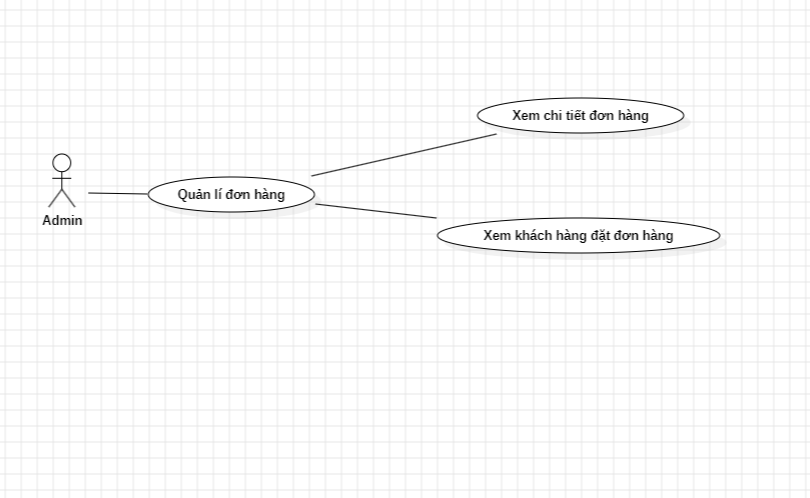 Xem chi tiết đơn hàng
Quản lí đơn hàng
Admin
Xem khách hàng đặt đơn hàng